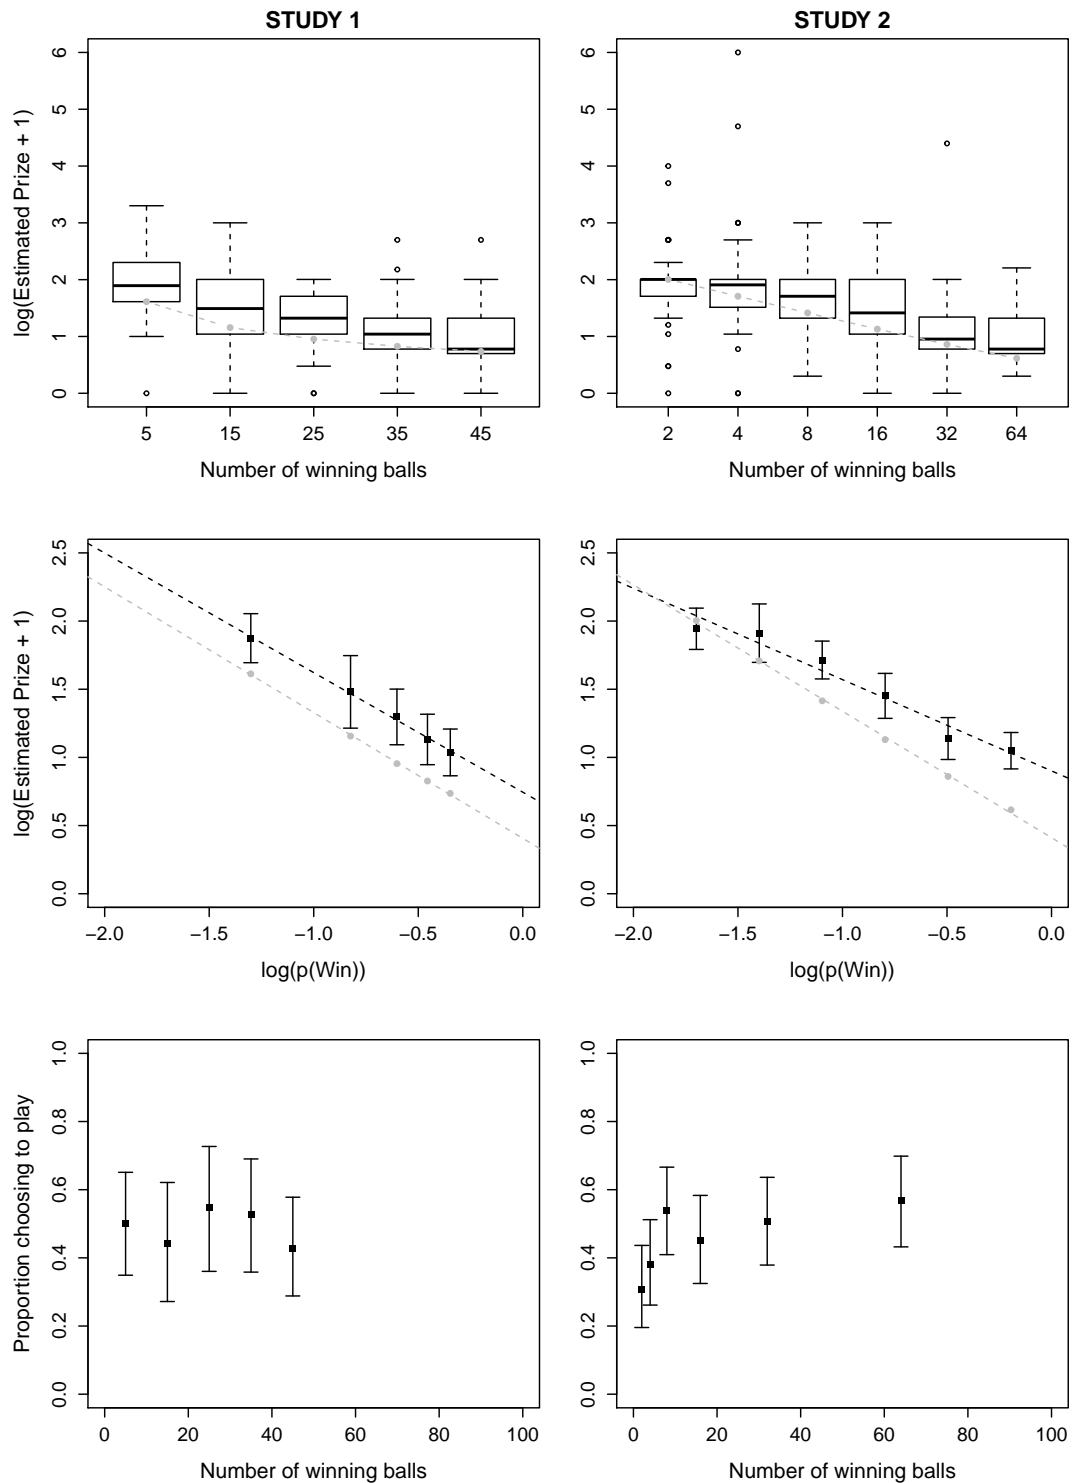 STUDY 1
STUDY 2
log(Estimated Prize + 1)
0 1 2 3 4 5 6
5 15 25 35 45
Number of winning balls
0 1 2 3 4 5 6
2 4 8 16 32 64
Number of winning balls
log(Estimated Prize + 1)
0.0 0.5 1.0 1.5 2.0 2.5
−2.0 −1.5 −1.0 −0.5 0.0
log(p(Win))
0.0 0.5 1.0 1.5 2.0 2.5
−2.0 −1.5 −1.0 −0.5 0.0
log(p(Win))
Proportion choosing to play
0.0 0.2 0.4 0.6 0.8 1.0
0 20 40 60 80 100
Number of winning balls
0.0 0.2 0.4 0.6 0.8 1.0
0 20 40 60 80 100
Number of winning balls